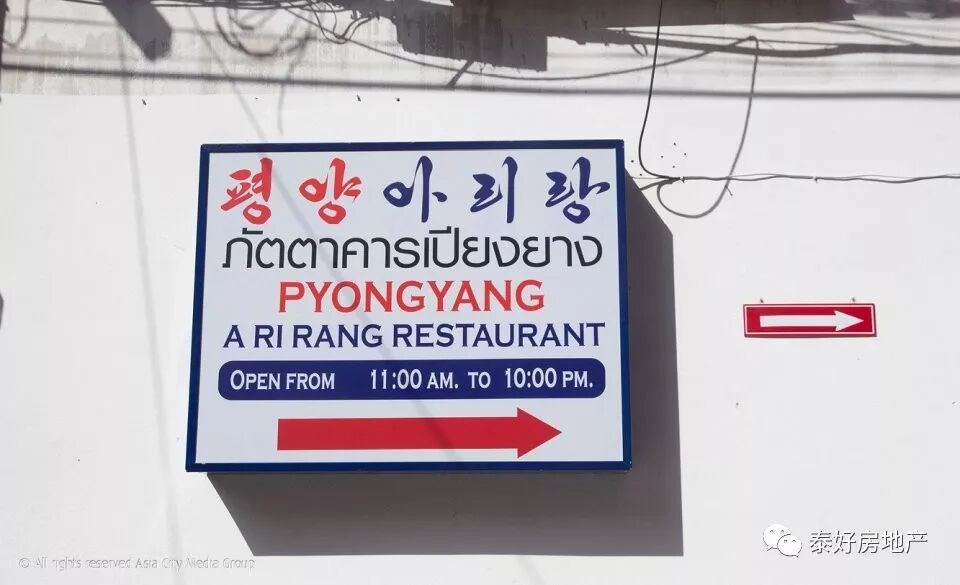 평양 아리랑
ภัตตาคารเปียงยาง
PYONGYANG
A RI RANG RESTAURANT
OPEN FROM 11:00 AM. TO 10:00 PM.
泰好房地产
© All rights reserved Asia City Media Group